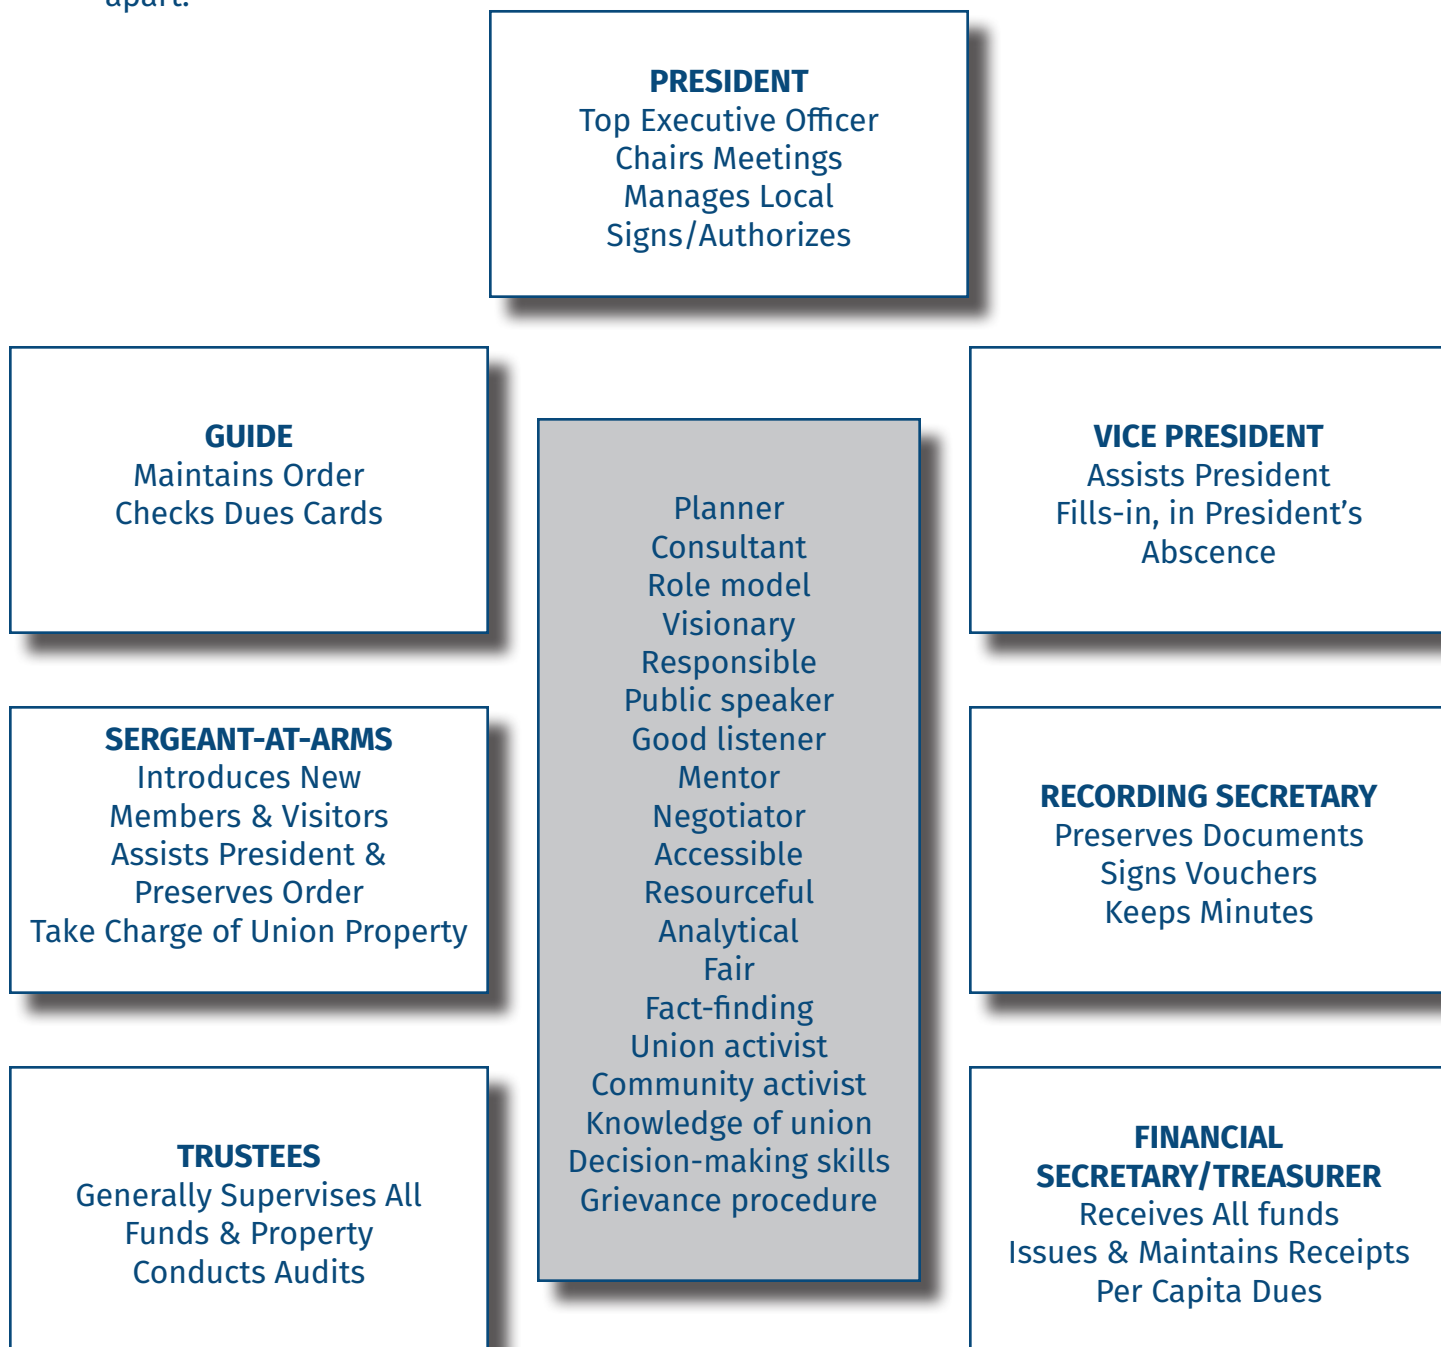 apart.
PRESIDENT
Top Executive Officer
Chairs Meetings
Manages Local
Signs/Authorizes
GUIDE
Maintains Order
Checks Dues Cards
VICE PRESIDENT
Assists President
Fills-in, in President’s
Abscence
Planner
Consultant
Role model
Visionary
Responsible
Public speaker
Good listener
Mentor
Negotiator
Accessible
Resourceful
Analytical
Fair
Fact-finding
Union activist
Community activist
Knowledge of union
Decision-making skills
Grievance procedure
SERGEANT-AT-ARMS
Introduces New
Members & Visitors
Assists President &
Preserves Order
Take Charge of Union Property
RECORDING SECRETARY
Preserves Documents
Signs Vouchers
Keeps Minutes
TRUSTEES
Generally Supervises All
Funds & Property
Conducts Audits
FINANCIAL
SECRETARY/TREASURER
Receives All funds
Issues & Maintains Receipts
Per Capita Dues